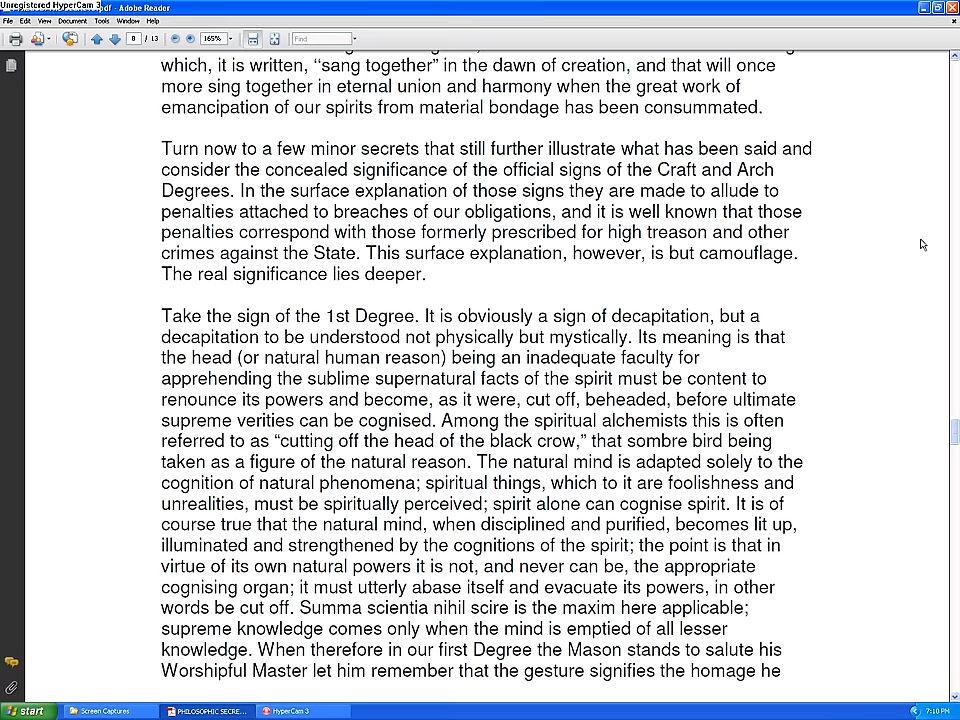 Unregistered HyperCam 3
.pdf - Adobe Reader
File Edit View Document Tools Window Help
8 / 13 165% Find
which, it is written, “sang together” in the dawn of creation, and that will once
more sing together in eternal union and harmony when the great work of
emancipation of our spirits from material bondage has been consummated.
Turn now to a few minor secrets that still further illustrate what has been said and
consider the concealed significance of the official signs of the Craft and Arch
Degrees. In the surface explanation of those signs they are made to allude to
penalties attached to breaches of our obligations, and it is well known that those
penalties correspond with those formerly prescribed for high treason and other
crimes against the State. This surface explanation, however, is but camouflage.
The real significance lies deeper.
Take the sign of the 1st Degree. It is obviously a sign of decapitation, but a
decapitation to be understood not physically but mystically. Its meaning is that
the head (or natural human reason) being an inadequate faculty for
apprehending the sublime supernatural facts of the spirit must be content to
renounce its powers and become, as it were, cut off, beheaded, before ultimate
supreme verities can be cognised. Among the spiritual alchemists this is often
referred to as “cutting off the head of the black crow,” that sombre bird being
taken as a figure of the natural reason. The natural mind is adapted solely to the
cognition of natural phenomena; spiritual things, which to it are foolishness and
unrealities, must be spiritually perceived; spirit alone can cognise spirit. It is of
course true that the natural mind, when disciplined and purified, becomes lit up,
illuminated and strengthened by the cognitions of the spirit; the point is that in
virtue of its own natural powers it is not, and never can be, the appropriate
cognising organ; it must utterly abase itself and evacuate its powers, in other
words be cut off. Summa scientia nihil scire is the maxim here applicable;
supreme knowledge comes only when the mind is emptied of all lesser
knowledge. When therefore in our first Degree the Mason stands to salute his
Worshipful Master let him remember that the gesture signifies the homage he
start Screen Captures PHILOSOPHIC SECRE... HyperCam 3 7:10 PM